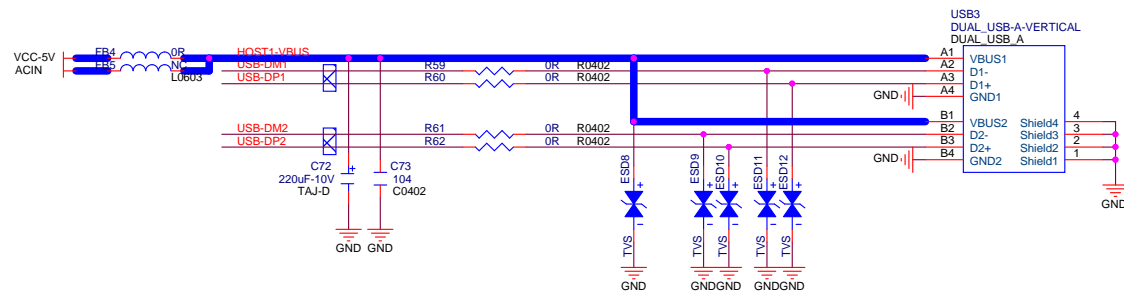 USB3
DUAL_USB-A-VERTICAL
DUAL_USB_A
VCC-5V FB4 0R HOST1-VBUS A1 VBUS1
ACIN FB5 NC L0603 USB-DM1 R59 0R R0402 A2 D1-
USB-DP1 R60 0R R0402 A3 D1+
GND A4 GND1
B1 VBUS2 Shield4 4
USB-DM2 R61 0R R0402 B2 D2- Shield3 3
USB-DP2 R62 0R R0402 B3 D2+ Shield2 2
GND B4 GND2 Shield1 1
C72 + C73 ESD8 ESD9 ESD10 ESD11 ESD12
220uF-10V 104
TAJ-D C0402
+ + + + +
GND
- - - - -
GND GND TVS TVS TVS TVS TVS
GND GND GND GND GND